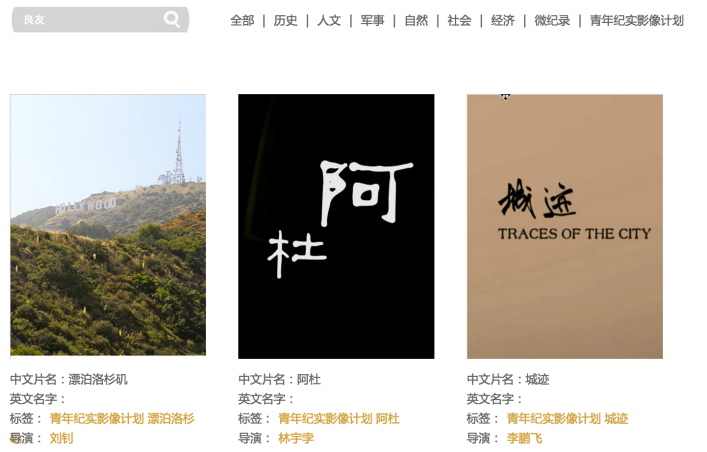 良友
全部 | 历史 | 人文 | 军事 | 自然 | 社会 | 经济 | 微纪录 | 青年纪实影像计划
HOLLYWOOD
阿
杜
城迹
TRACES OF THE CITY
中文片名：漂泊洛杉矶
英文名字：
标签： 青年纪实影像计划 漂泊洛杉
导演： 刘钊
中文片名：阿杜
英文名字：
标签： 青年纪实影像计划 阿杜
导演： 林宇孛
中文片名：城迹
英文名字：
标签： 青年纪实影像计划 城迹
导演： 李鹏飞